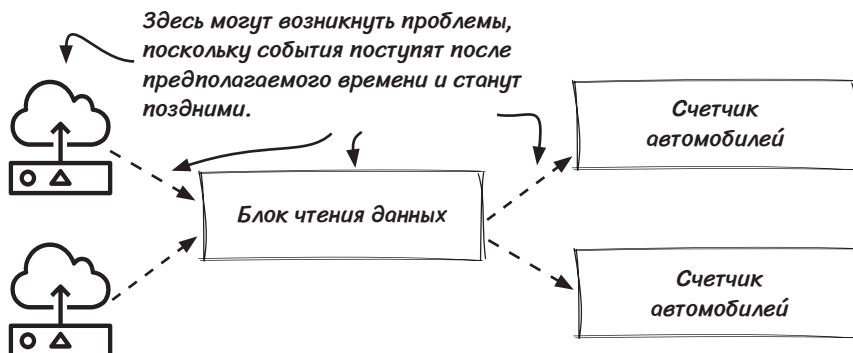 Здесь могут возникнуть проблемы,
поскольку события поступят после
предполагаемого времени и станут
поздними.
Счетчик
автомобилей
Блок чтения данных
Счетчик
автомобилей